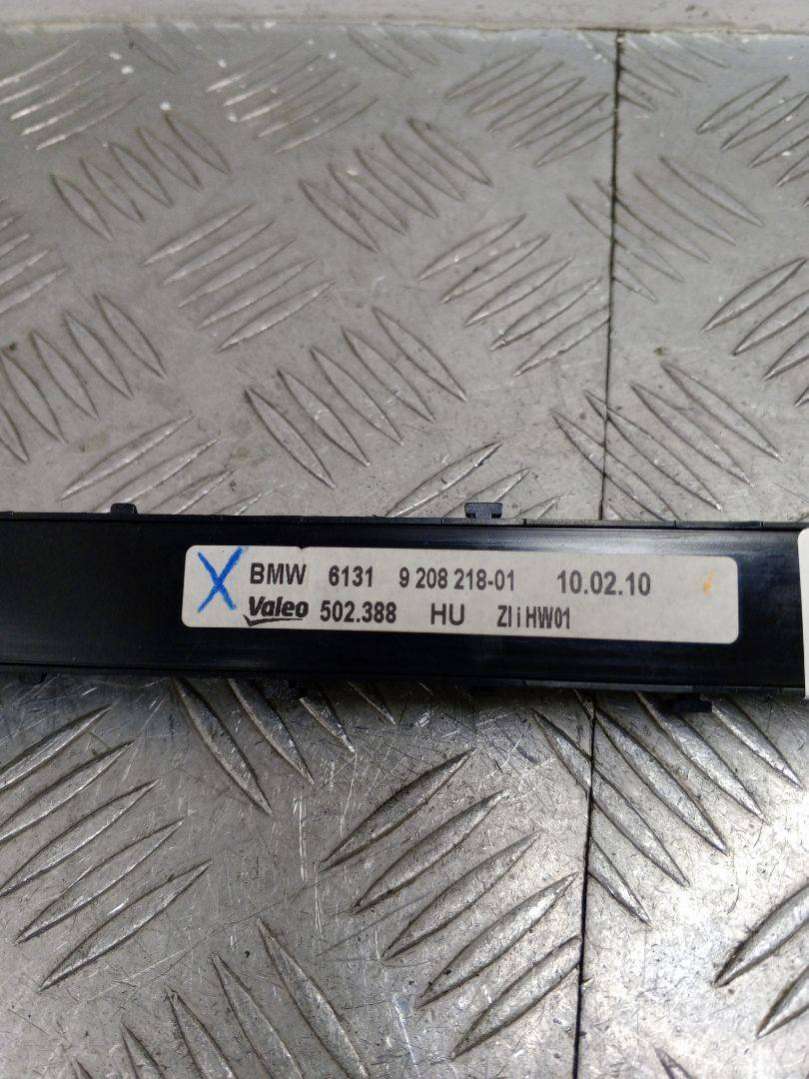 X BMW 6131 9 208 218-01 10.02.10
Valeo 502.388 HU ZIiHW01